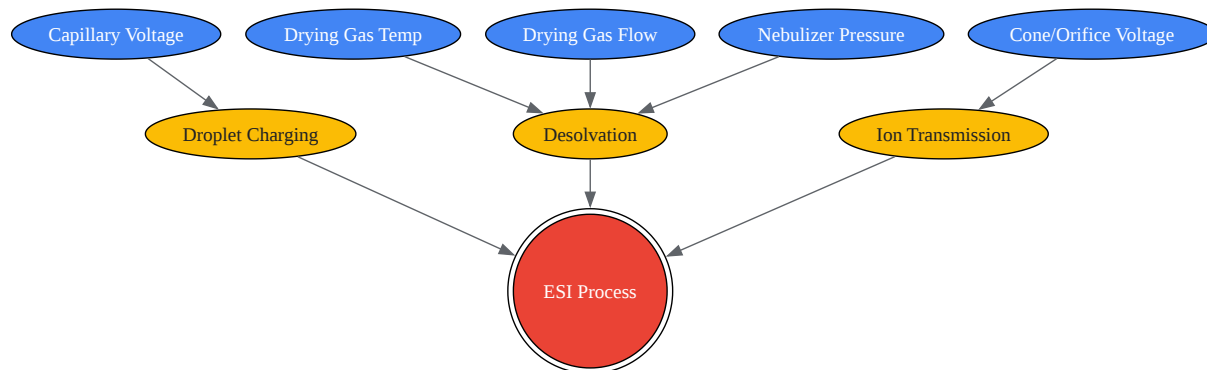 Capillary Voltage
Drying Gas Temp
Drying Gas Flow
Nebulizer Pressure
Cone/Orifice Voltage
Droplet Charging
Desolvation
Ion Transmission
ESI Process